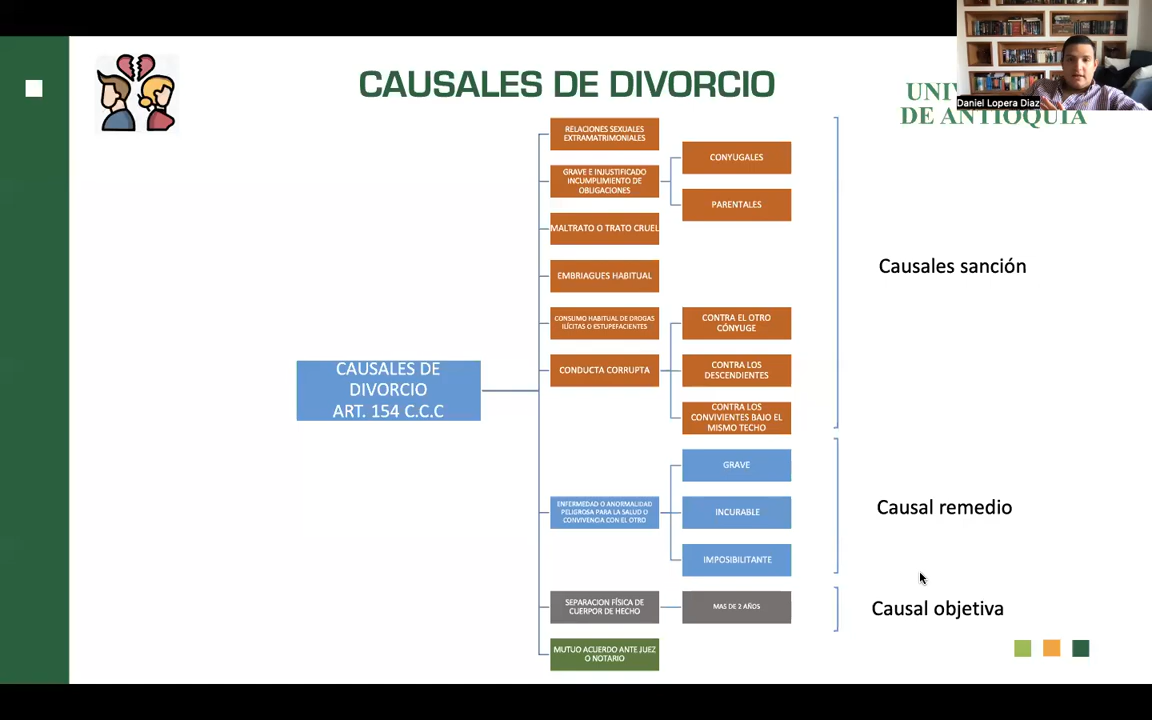 CAUSALES DE DIVORCIO
Daniel Lopera Diaz
DE ANTIOQUIA
RELACIONES SEXUALES
EXTRAMATRIMONIALES
GRAVE E INJUSTIFICADO
INCUMPLIMIENTO DE
OBLIGACIONES
CONYUGALES
PARENTALES
MALTRATO O TRATO CRUEL
EMBRIAGUES HABITUAL
CONSUMO HABITUAL DE DROGAS
ILÍCITAS O ESTUPEFACIENTES
CONDUCTA CORRUPTA
CONTRA EL OTRO
CÓNYUGE
CONTRA LOS
DESCENDIENTES
CONTRA LOS
CONVIVIENTES BAJO EL
MISMO TECHO
Causales sanción
CAUSALES DE
DIVORCIO
ART. 154 C.C.C
ENFERMEDAD O ANORMALIDAD
PELIGROSA PARA LA SALUD O
CONVIVENCIA CON EL OTRO
GRAVE
INCURABLE
IMPOSIBILITANTE
Causal remedio
SEPARACION FÍSICA DE
CUERPOR DE HECHO
MAS DE 2 AÑOS
Causal objetiva
MUTUO ACUERDO ANTE JUEZ
O NOTARIO